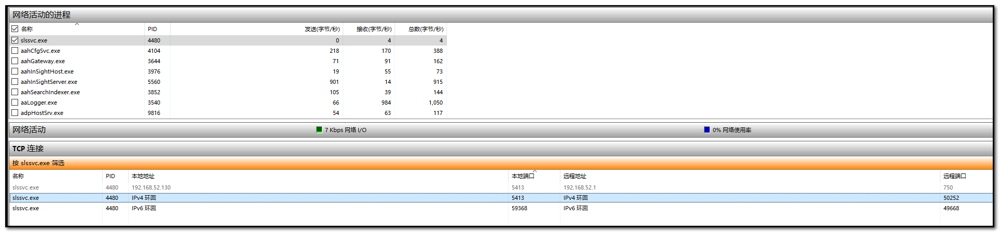 网络活动的进程
名称 PID 发送(字节/秒) 接收(字节/秒) 总数(字节/秒)
slssvc.exe 4480 0 4 4
aahCfgSvc.exe 4104 218 170 388
aahGateway.exe 3644 71 91 162
aahInSightHost.exe 3976 19 55 73
aahInSightServer.exe 5560 901 14 915
aahSearchIndexer.exe 3852 105 39 144
aaLogger.exe 3540 66 984 1,050
adpHostSrv.exe 9816 54 63 117
网络活动 7 Kbps 网络 I/O 0% 网络使用率
TCP 连接
按 slssvc.exe 筛选
名称 PID 本地地址 本地端口 远程地址 远程端口
slssvc.exe 4480 192.168.52.130 5413 192.168.52.1 750
slssvc.exe 4480 IPv4 环回 5413 IPv4 环回 50252
slssvc.exe 4480 IPv6 环回 59368 IPv6 环回 49668